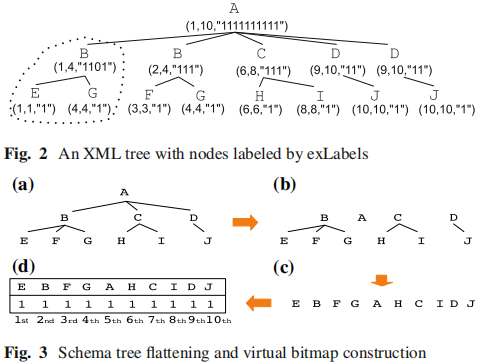 A
(1,10,"1111111111")
B B C D D
(1,4,"1101") (2,4,"111") (6,8,"111") (9,10,"11") (9,10,"11")
E G F G H I J J
(1,1,"1") (4,4,"1") (3,3,"1") (4,4,"1") (6,6,"1") (8,8,"1") (10,10,"1") (10,10,"1")
Fig. 2 An XML tree with nodes labeled by exLabels
(a) (b)
A
B C D B A C D
E F G H I J E F G H I J
(d) (c)
E B F G A H C I D J
1 1 1 1 1 1 1 1 1 1 E B F G A H C I D J
1st 2nd 3rd 4th 5th 6th 7th 8th 9th 10th
Fig. 3 Schema tree flattening and virtual bitmap construction